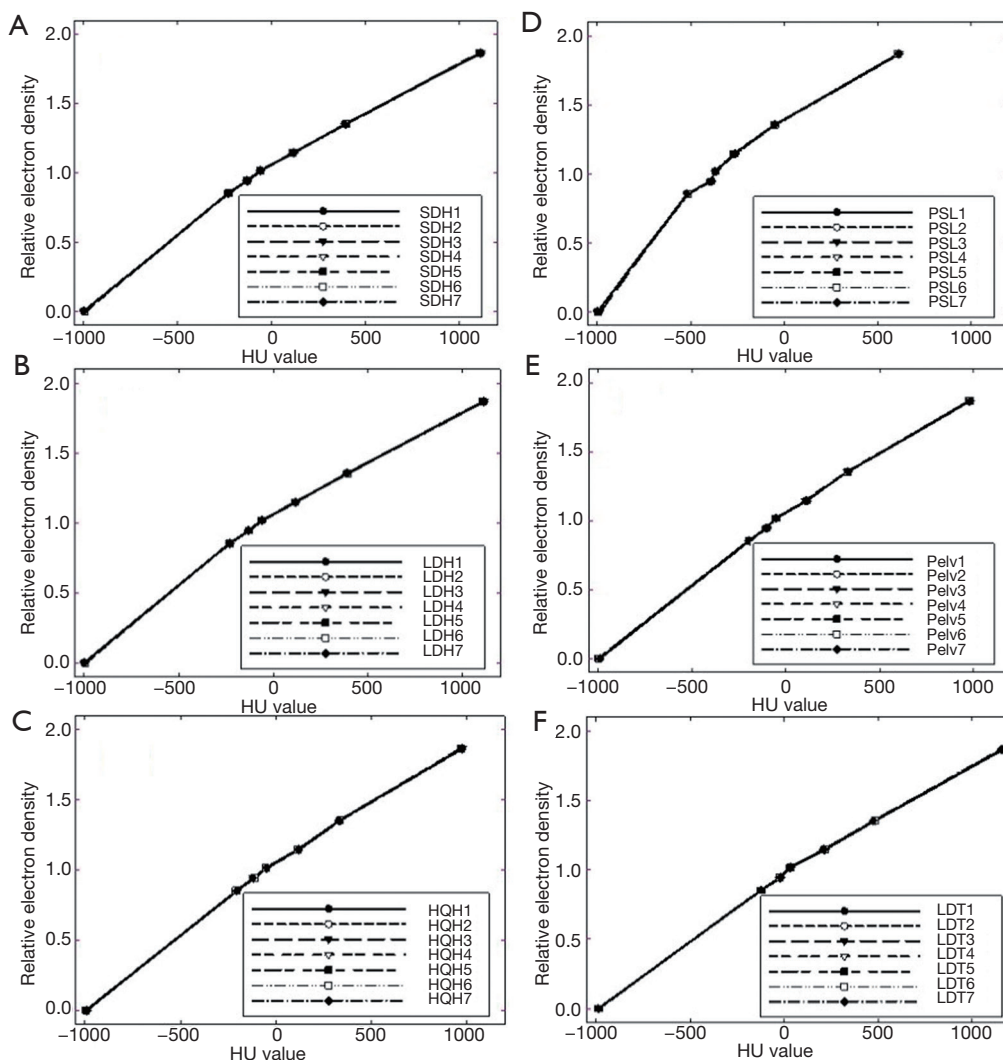 A
Relative electron density
2.0
1.5
1.0
0.5
0.0
SDH1
SDH2
SDH3
SDH4
SDH5
SDH6
SDH7
−1000 −500 0 500 1000
HU value
B
Relative electron density
2.0
1.5
1.0
0.5
0.0
LDH1
LDH2
LDH3
LDH4
LDH5
LDH6
LDH7
−1000 −500 0 500 1000
HU value
C
Relative electron density
2.0
1.5
1.0
0.5
0.0
HQH1
HQH2
HQH3
HQH4
HQH5
HQH6
HQH7
−1000 −500 0 500 1000
HU value
D
Relative electron density
2.0
1.5
1.0
0.5
0.0
PSL1
PSL2
PSL3
PSL4
PSL5
PSL6
PSL7
−1000 −500 0 500 1000
HU value
E
Relative electron density
2.0
1.5
1.0
0.5
0.0
Pelv1
Pelv2
Pelv3
Pelv4
Pelv5
Pelv6
Pelv7
−1000 −500 0 500 1000
HU value
F
Relative electron density
2.0
1.5
1.0
0.5
0.0
LDT1
LDT2
LDT3
LDT4
LDT5
LDT6
LDT7
−1000 −500 0 500 1000
HU value